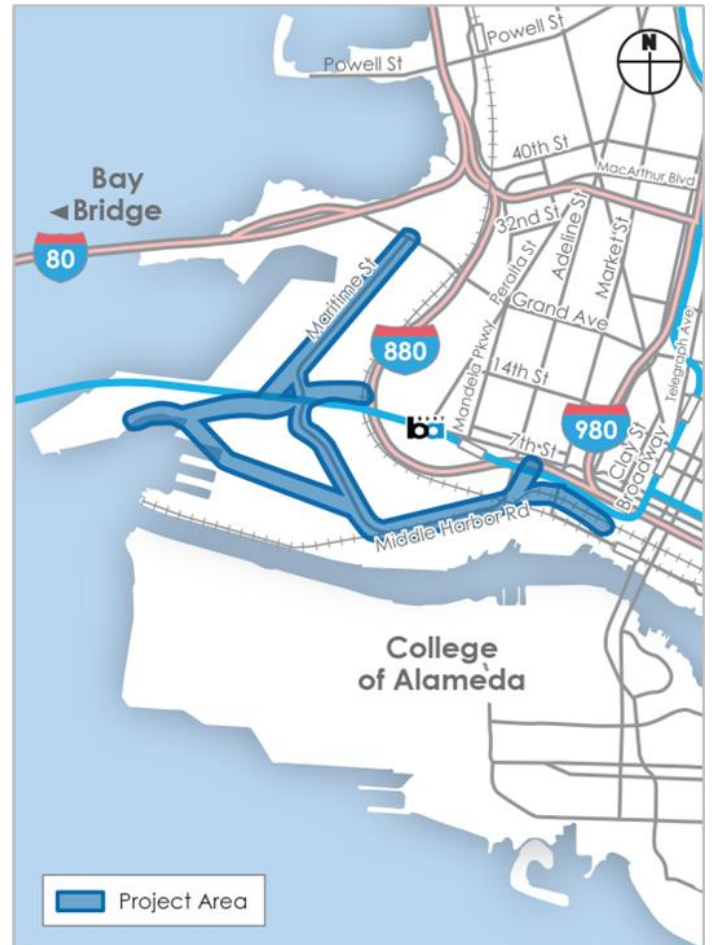 Powell St
Powell St
N
40th St
MacArthur Blvd
Bay
Bridge
32nd St
Adeline St
Market St
Peralta St
80
Maritime St
Grand Ave
880
Telegraph Ave
Mandela Pkwy
14th St
980
ba
7th St
Clay St
Broadway
Middle Harbor Rd
College
of Alameda
Project Area